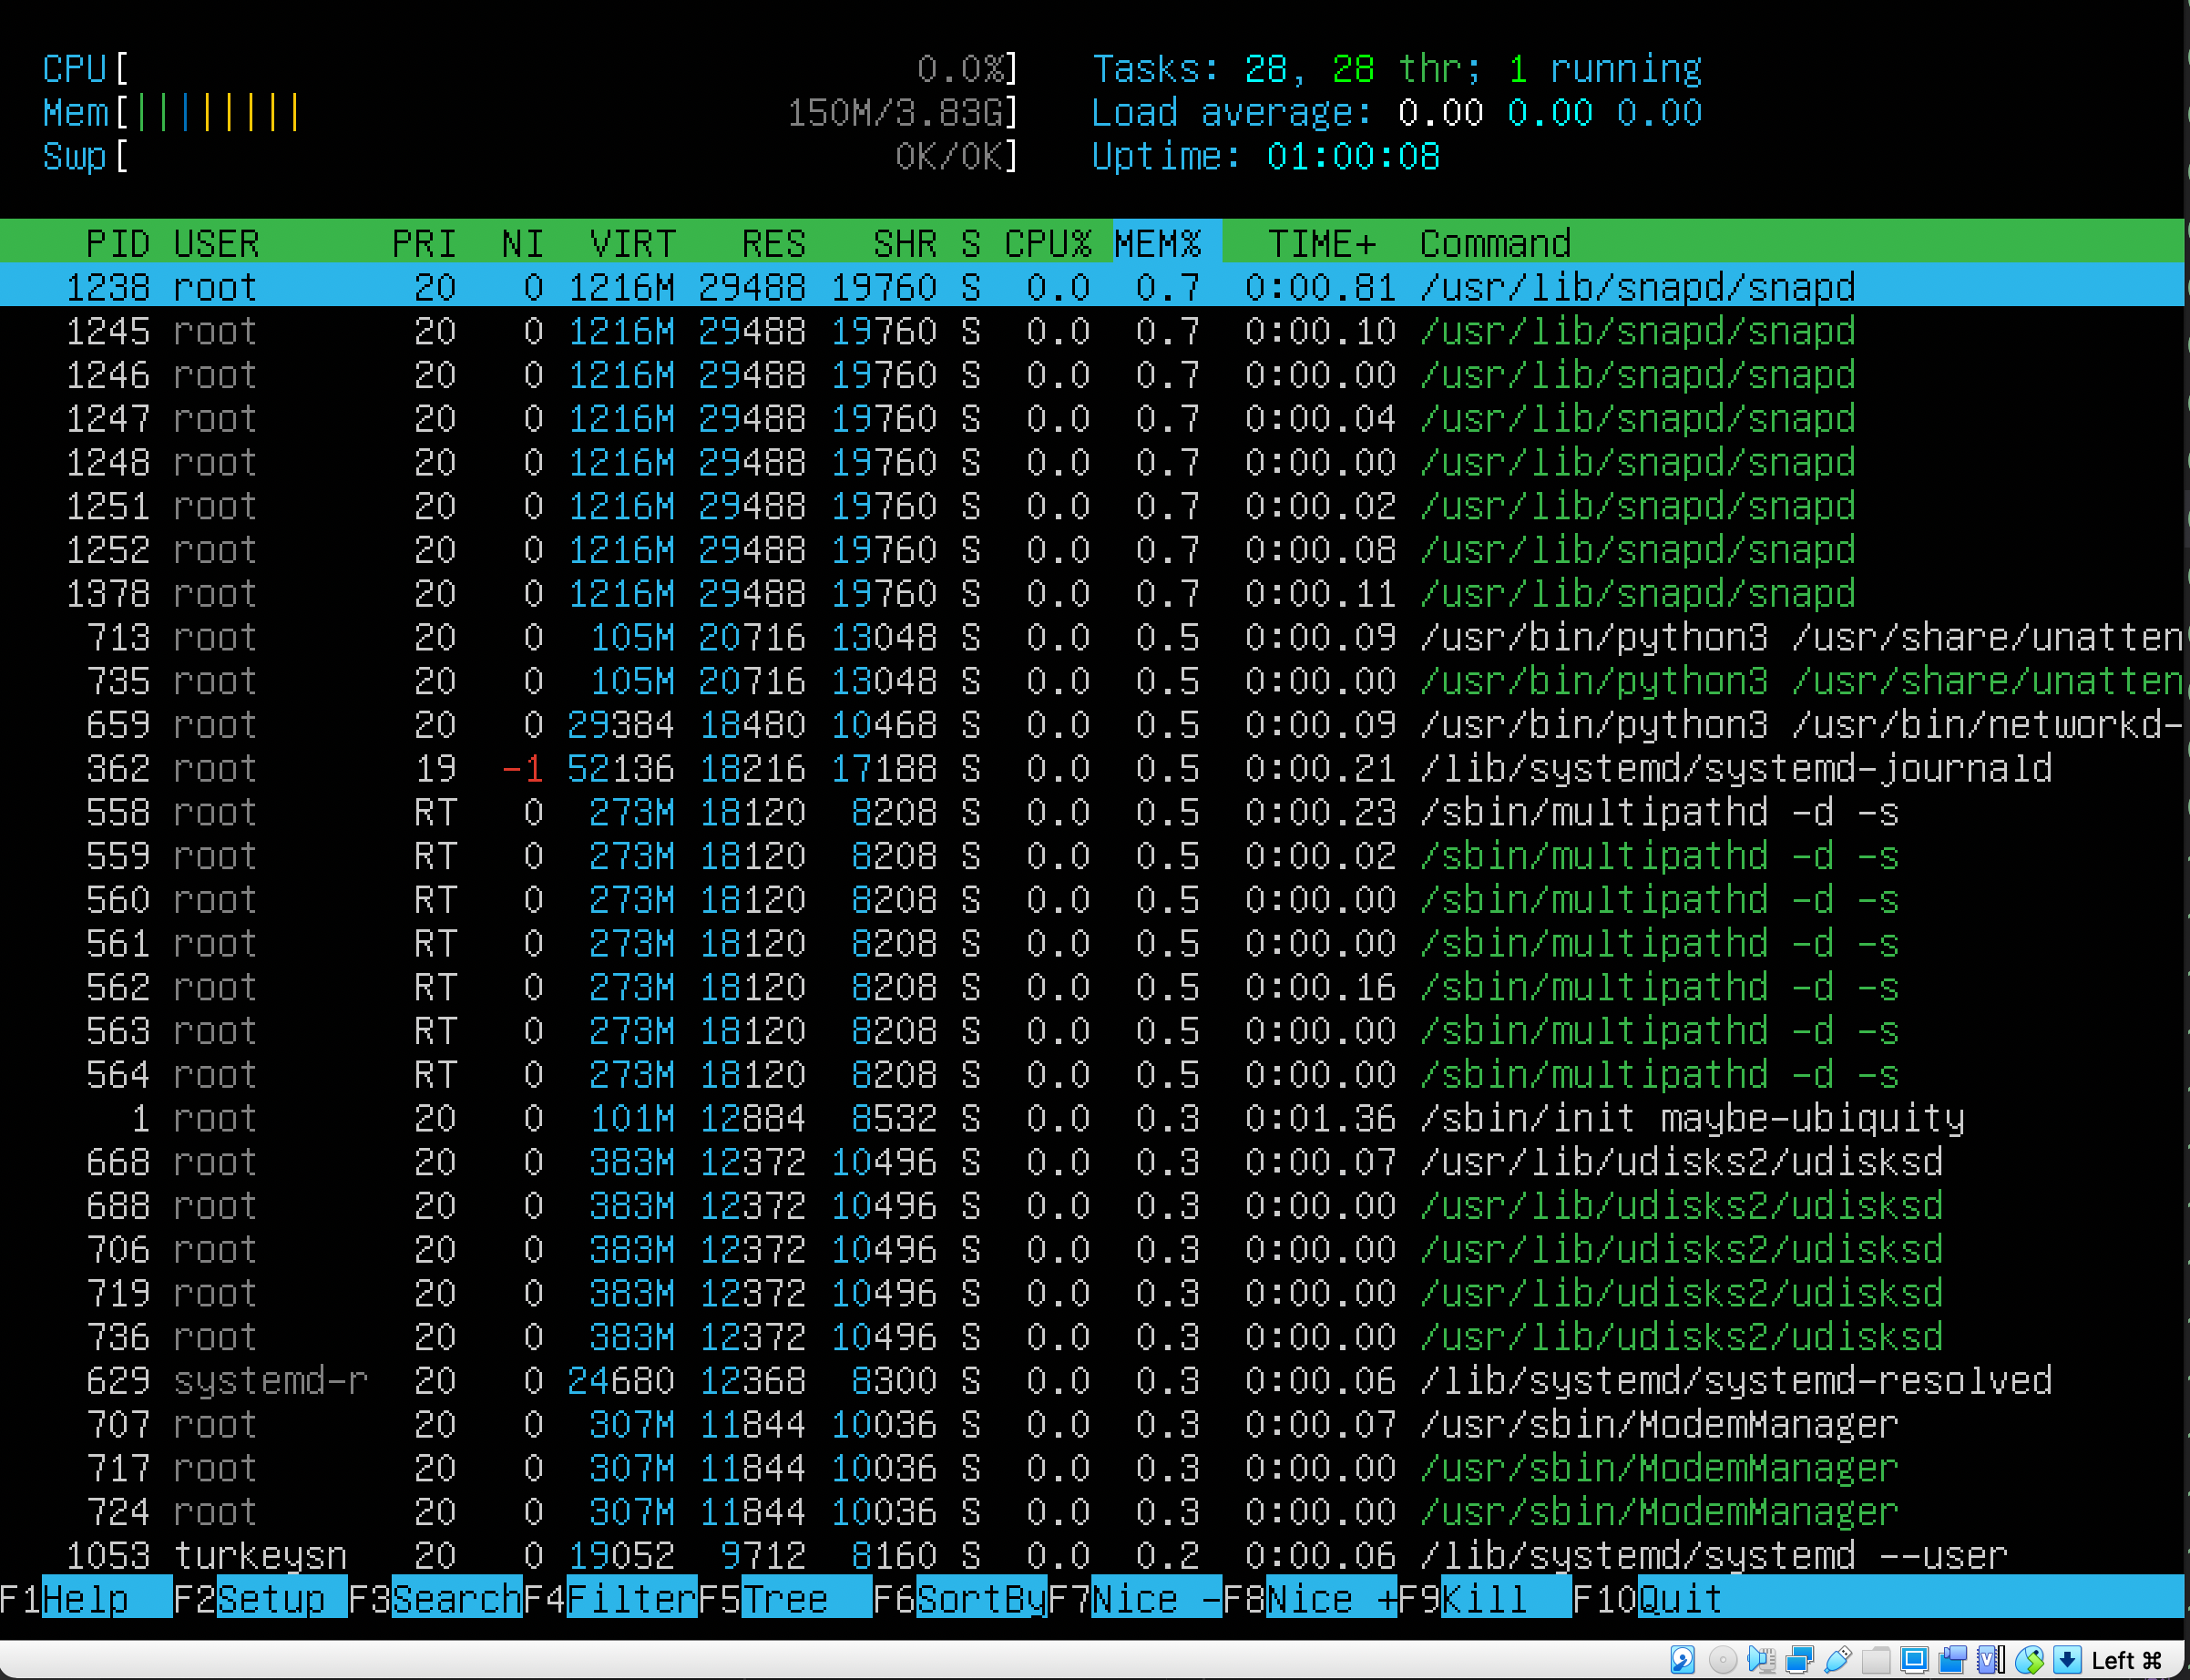 CPU[ 0.0%] Tasks: 28, 28 thr; 1 running
Mem[||||||||] 150M/3.83G] Load average: 0.00 0.00 0.00
Swp[ 0K/0K] Uptime: 01:00:08
PID USER PRI NI VIRT RES SHR S CPU% MEM% TIME+ Command
1238 root 20 0 1216M 29488 19760 S 0.0 0.7 0:00.81 /usr/lib/snapd/snapd
1245 root 20 0 1216M 29488 19760 S 0.0 0.7 0:00.10 /usr/lib/snapd/snapd
1246 root 20 0 1216M 29488 19760 S 0.0 0.7 0:00.00 /usr/lib/snapd/snapd
1247 root 20 0 1216M 29488 19760 S 0.0 0.7 0:00.04 /usr/lib/snapd/snapd
1248 root 20 0 1216M 29488 19760 S 0.0 0.7 0:00.00 /usr/lib/snapd/snapd
1251 root 20 0 1216M 29488 19760 S 0.0 0.7 0:00.02 /usr/lib/snapd/snapd
1252 root 20 0 1216M 29488 19760 S 0.0 0.7 0:00.08 /usr/lib/snapd/snapd
1378 root 20 0 1216M 29488 19760 S 0.0 0.7 0:00.11 /usr/lib/snapd/snapd
713 root 20 0 105M 20716 13048 S 0.0 0.5 0:00.09 /usr/bin/python3 /usr/share/unatten
735 root 20 0 105M 20716 13048 S 0.0 0.5 0:00.00 /usr/bin/python3 /usr/share/unatten
659 root 20 0 29384 18480 10468 S 0.0 0.5 0:00.09 /usr/bin/python3 /usr/bin/networkd-
362 root 19 -1 52136 18216 17188 S 0.0 0.5 0:00.21 /lib/systemd/systemd-journald
558 root RT 0 273M 18120 8208 S 0.0 0.5 0:00.23 /sbin/multipathd -d -s
559 root RT 0 273M 18120 8208 S 0.0 0.5 0:00.02 /sbin/multipathd -d -s
560 root RT 0 273M 18120 8208 S 0.0 0.5 0:00.00 /sbin/multipathd -d -s
561 root RT 0 273M 18120 8208 S 0.0 0.5 0:00.00 /sbin/multipathd -d -s
562 root RT 0 273M 18120 8208 S 0.0 0.5 0:00.16 /sbin/multipathd -d -s
563 root RT 0 273M 18120 8208 S 0.0 0.5 0:00.00 /sbin/multipathd -d -s
564 root RT 0 273M 18120 8208 S 0.0 0.5 0:00.00 /sbin/multipathd -d -s
1 root 20 0 101M 12884 8532 S 0.0 0.3 0:01.36 /sbin/init maybe-ubiquity
668 root 20 0 383M 12372 10496 S 0.0 0.3 0:00.07 /usr/lib/udisks2/udisksd
688 root 20 0 383M 12372 10496 S 0.0 0.3 0:00.00 /usr/lib/udisks2/udisksd
706 root 20 0 383M 12372 10496 S 0.0 0.3 0:00.00 /usr/lib/udisks2/udisksd
719 root 20 0 383M 12372 10496 S 0.0 0.3 0:00.00 /usr/lib/udisks2/udisksd
736 root 20 0 383M 12372 10496 S 0.0 0.3 0:00.00 /usr/lib/udisks2/udisksd
629 systemd-r 20 0 24680 12368 8300 S 0.0 0.3 0:00.06 /lib/systemd/systemd-resolved
707 root 20 0 307M 11844 10036 S 0.0 0.3 0:00.07 /usr/sbin/ModemManager
717 root 20 0 307M 11844 10036 S 0.0 0.3 0:00.00 /usr/sbin/ModemManager
724 root 20 0 307M 11844 10036 S 0.0 0.3 0:00.00 /usr/sbin/ModemManager
1053 turkeysn 20 0 19052 9712 8160 S 0.0 0.2 0:00.06 /lib/systemd/systemd --user
F1Help F2Setup F3Search F4Filter F5Tree F6SortBy F7Nice - F8Nice + F9Kill F10Quit
Left ⌘